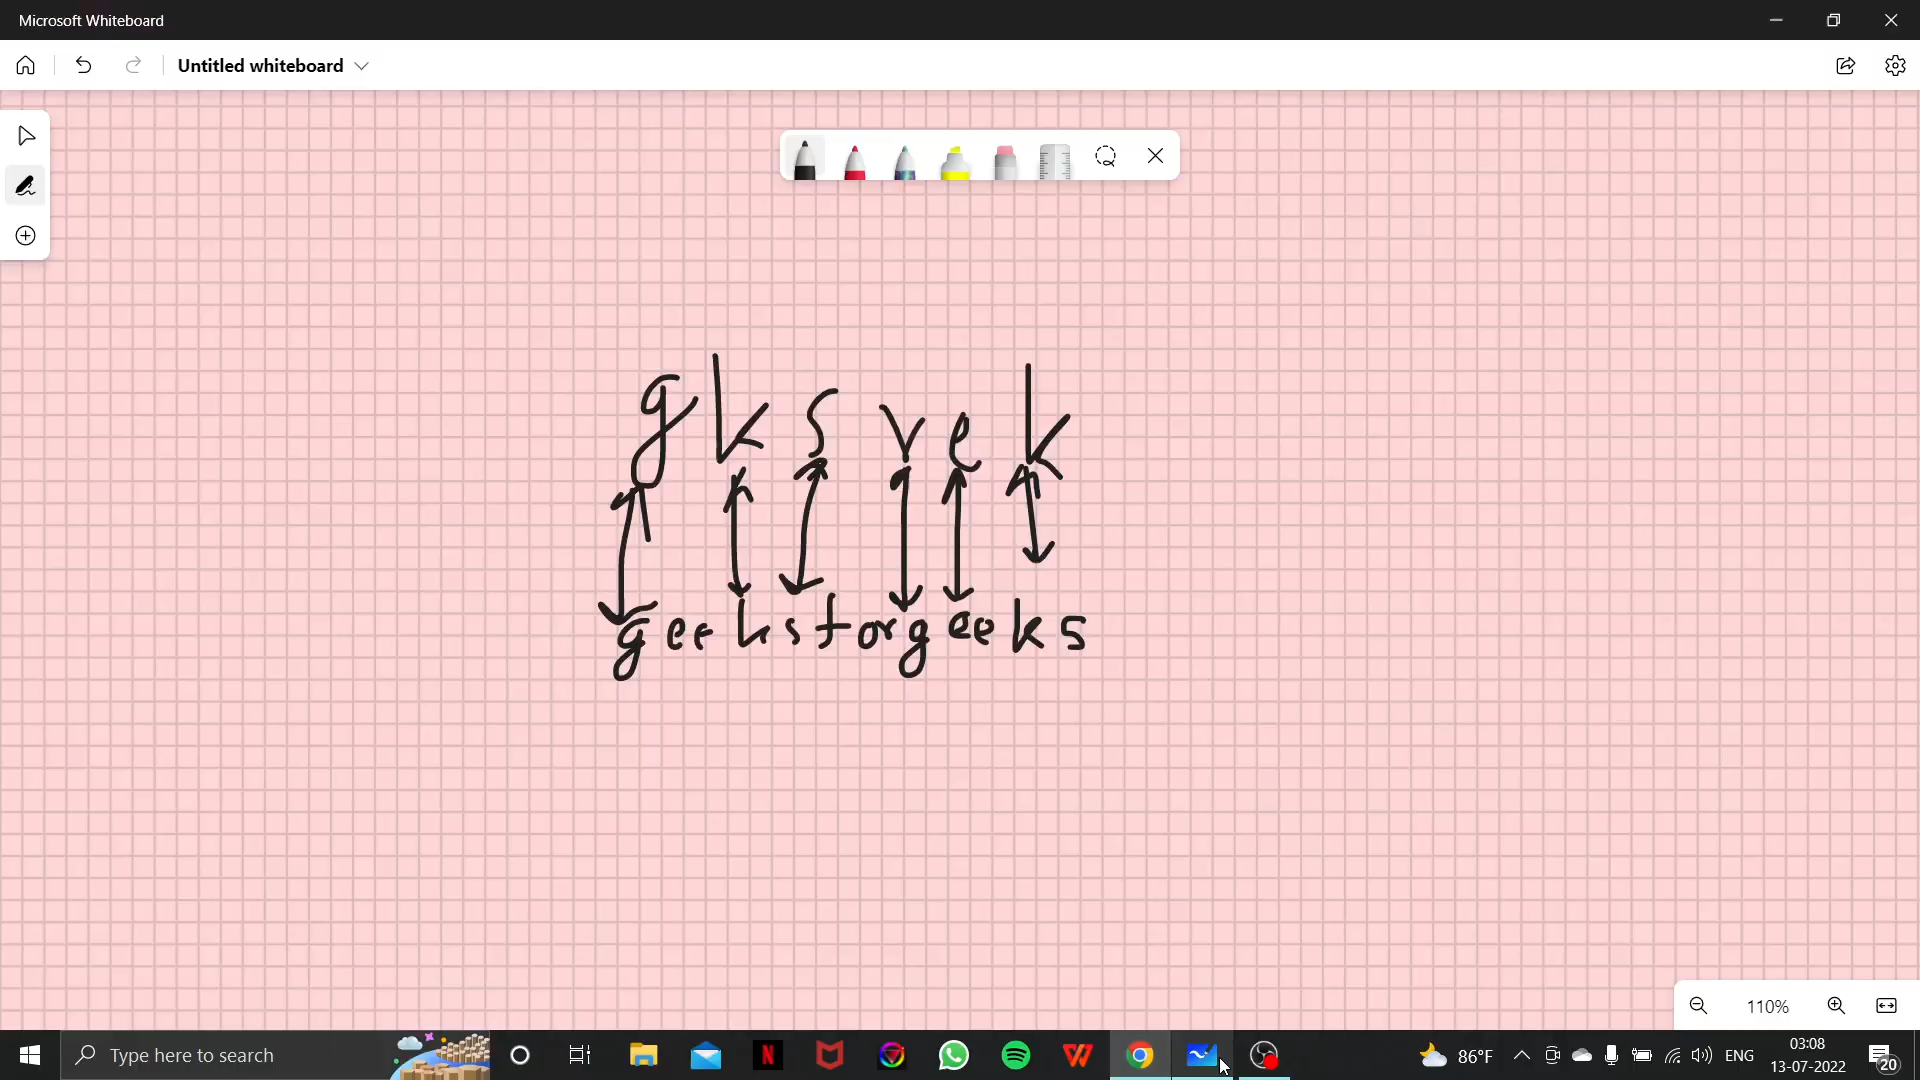 Microsoft Whiteboard
Untitled whiteboard
g k s r e k
geeksforgeeks
110%
Type here to search
86°F
ENG
03:08
13-07-2022
20